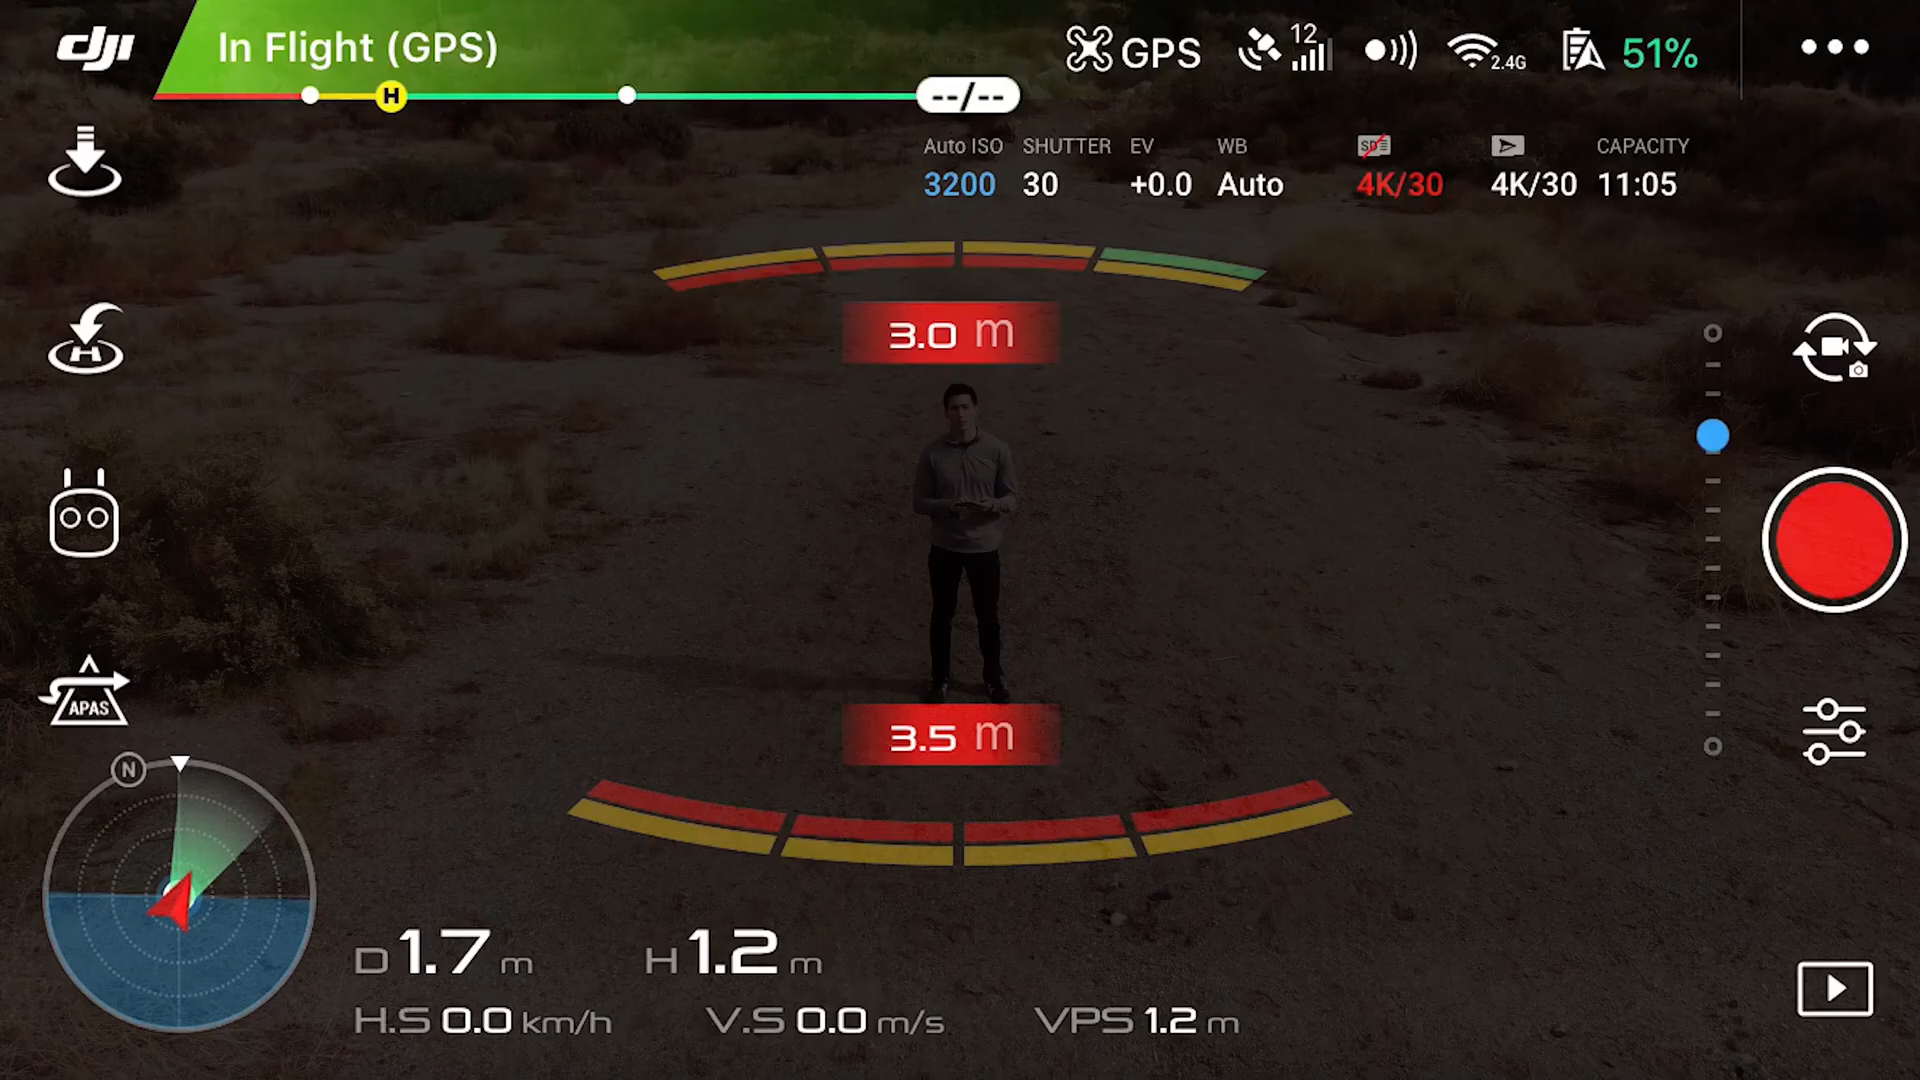 dji
In Flight (GPS)
GPS
12
2.4G
51%
H
--/--
Auto ISO SHUTTER EV WB SD CAPACITY
3200 30 +0.0 Auto 4K/30 4K/30 11:05
3.0 m
H
3.5 m
APAS
N
D 1.7 m H 1.2 m
H.S 0.0 km/h V.S 0.0 m/s VPS 1.2 m